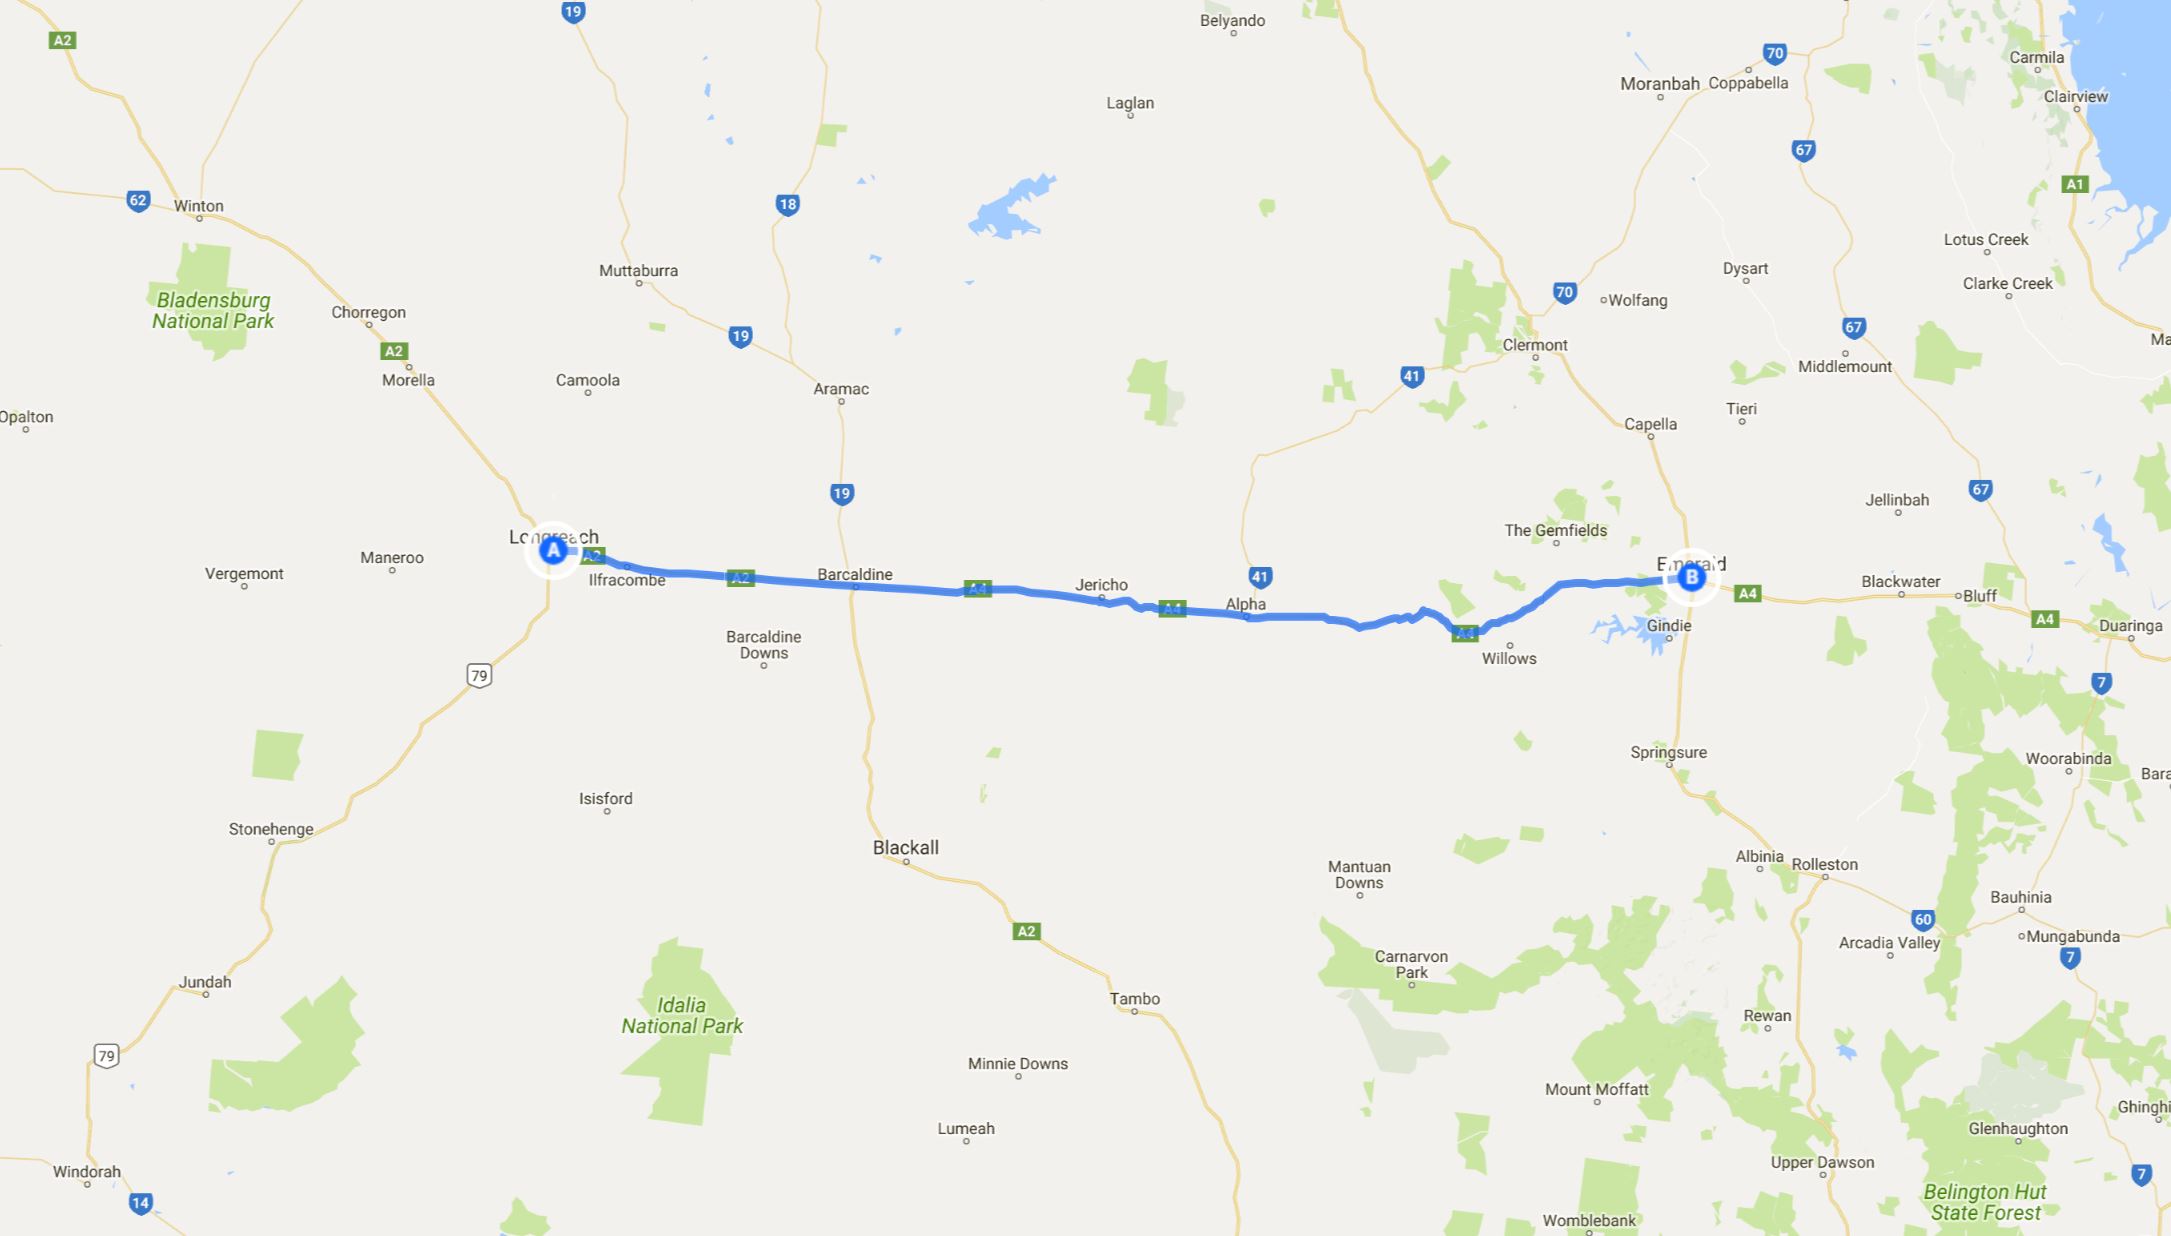 19
A2
Belyando
Carmila
70
Moranbah
Coppabella
Clairview
Laglan
67
A1
62
Winton
18
Lotus Creek
Muttaburra
Dysart
Clarke Creek
Bladensburg
National Park
70
Wolfang
Chorregon
67
19
Clermont
Ma
A2
Morella
Middlemount
Camoola
41
Aramac
Opalton
Tieri
Capella
19
67
Jellinbah
The Gemfields
Longreach
A
A2
Maneroo
Vergemont
Ilfracombe
A2
Barcaldine
A4
Jericho
41
Emerald
B
Blackwater
A4
Bluff
Alpha
A4
A4
Gindie
Duaringa
A4
Barcaldine
Downs
Willows
79
7
Springsure
Woorabinda
Bara
Isisford
Stonehenge
Blackall
Albinia
Rolleston
Mantuan
Downs
Bauhinia
60
A2
Arcadia Valley
Mungabunda
7
Carnarvon
Park
Jundah
Tambo
Idalia
National Park
Rewan
79
Minnie Downs
Mount Moffatt
Ghinghi
Lumeah
Glenhaughton
Windorah
Upper Dawson
7
14
Belington Hut
State Forest
Womblebank